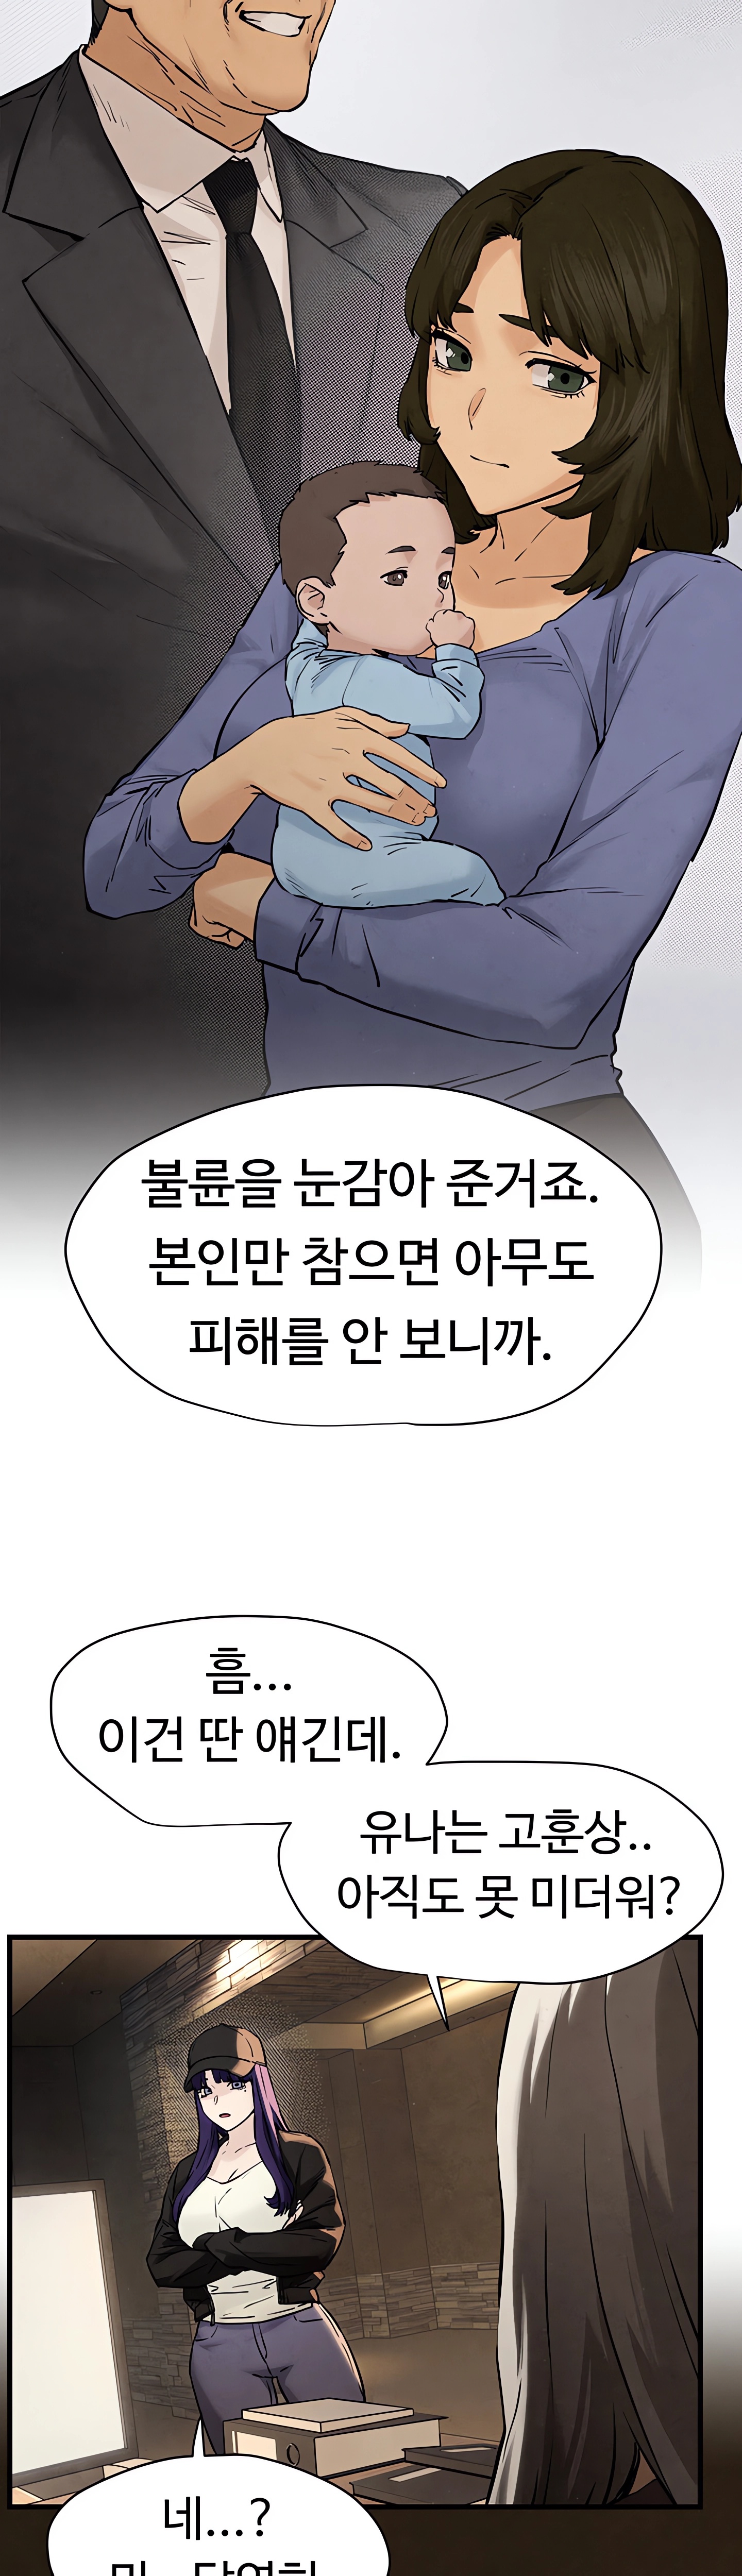 불륜을 눈감아 준거죠.
본인만 참으면 아무도
피해를 안 보니까.
흠...
이건 딴 얘긴데.
유나는 고훈상..
아직도 못 미더워?
네...?